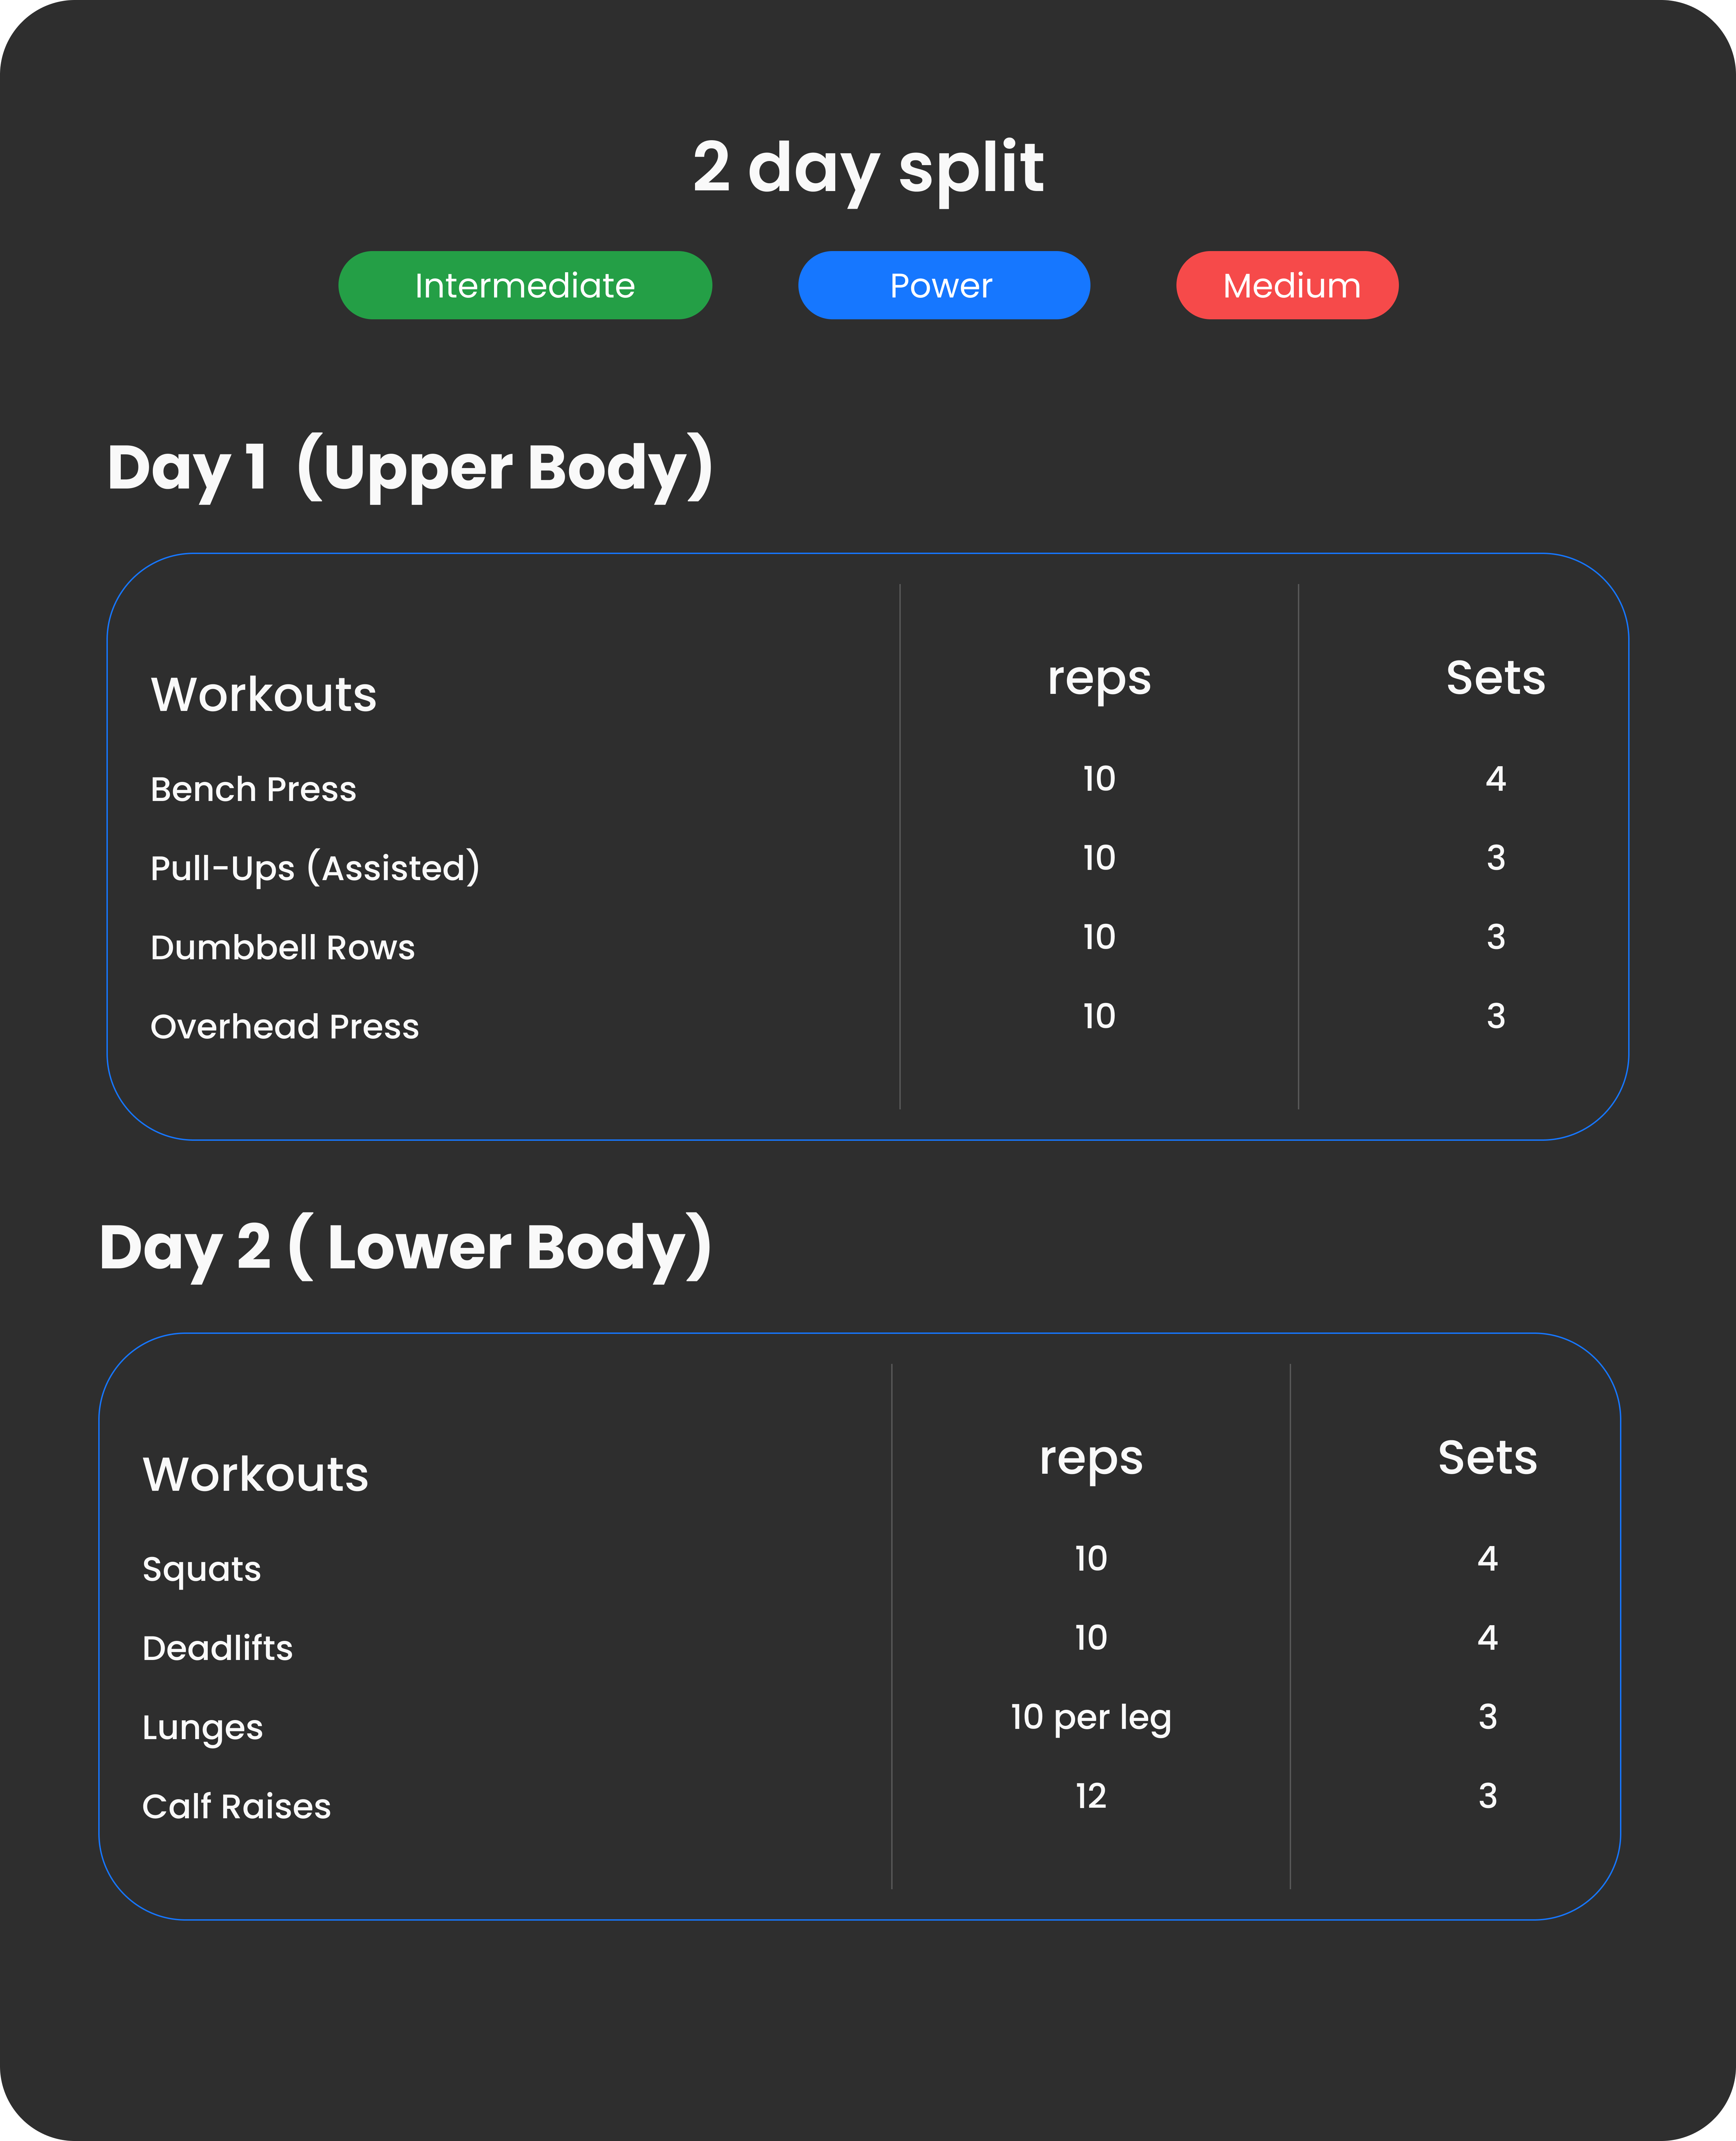 2 day split
Intermediate Power Medium
Day 1 (Upper Body)
Workouts reps Sets
Bench Press 10 4
Pull-Ups (Assisted) 10 3
Dumbbell Rows 10 3
Overhead Press 10 3
Day 2 ( Lower Body)
Workouts reps Sets
Squats 10 4
Deadlifts 10 4
Lunges 10 per leg 3
Calf Raises 12 3